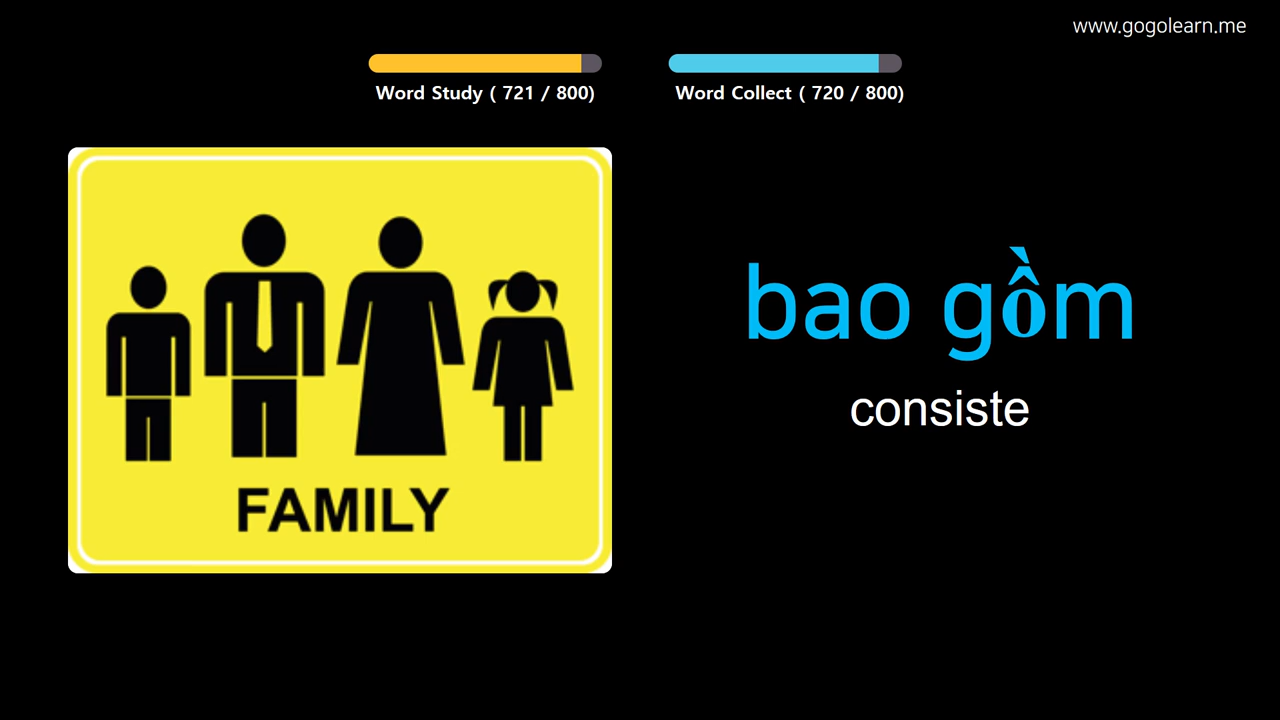 www.gogolearn.me
Word Study ( 721 / 800)
Word Collect ( 720 / 800)
FAMILY
bao gồm
consiste